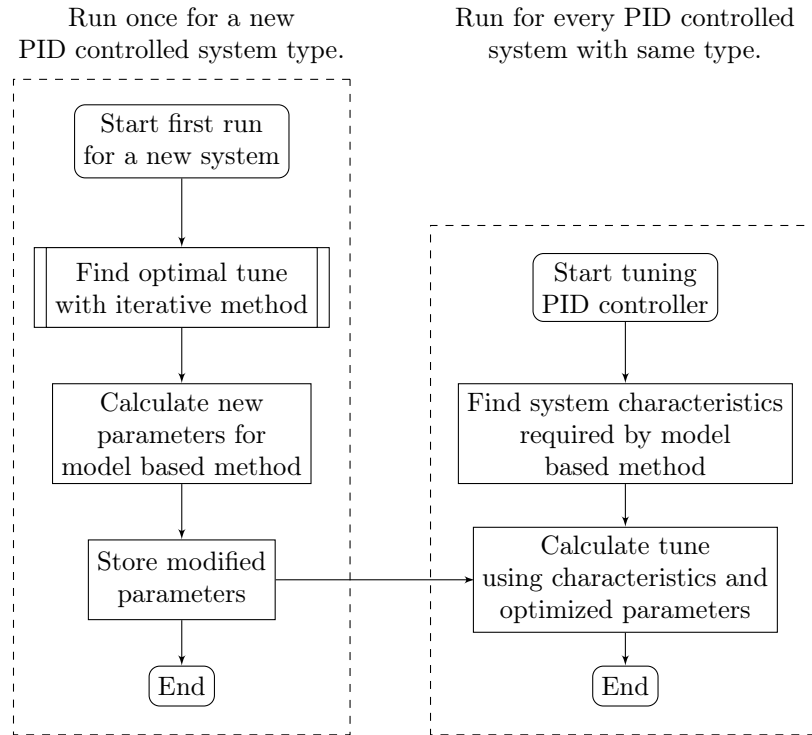 Run once for a new
PID controlled system type.
Start first run
for a new system
Find optimal tune
with iterative method
Calculate new
parameters for
model based method
Store modified
parameters
End
Run for every PID controlled
system with same type.
Start tuning
PID controller
Find system characteristics
required by model
based method
Calculate tune
using characteristics and
optimized parameters
End